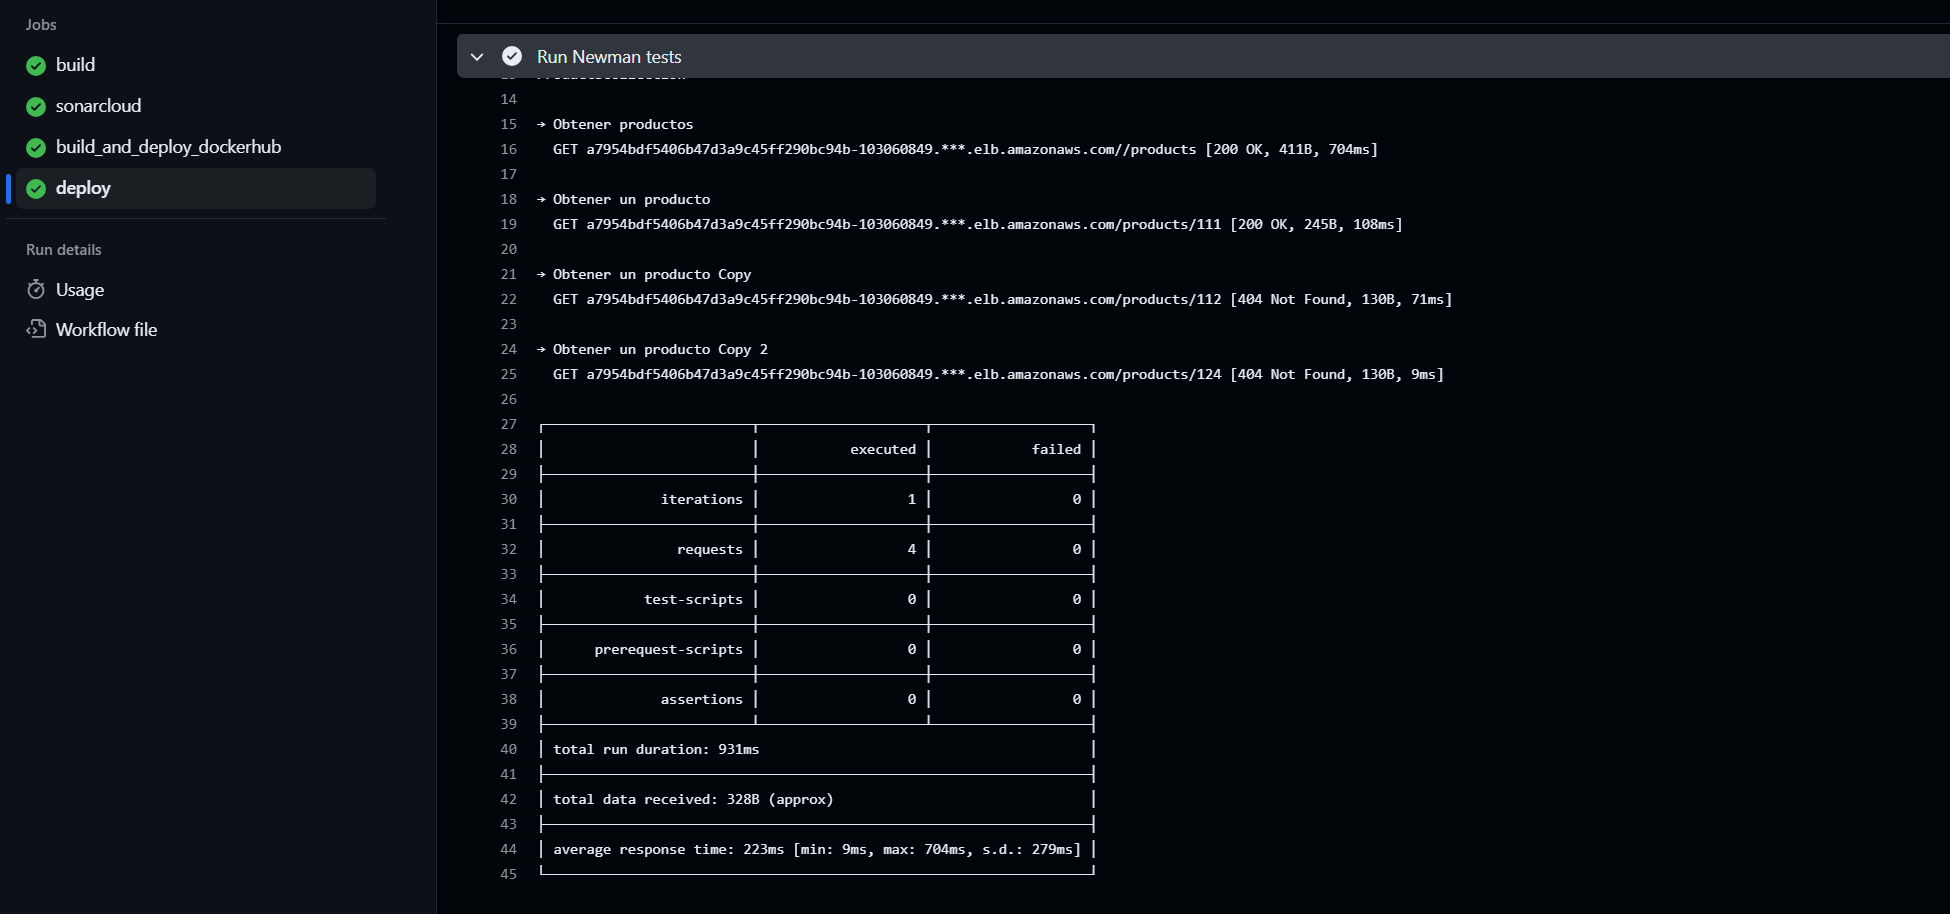 Jobs
build
sonarcloud
build_and_deploy_dockerhub
deploy
Run details
Usage
Workflow file
Run Newman tests
14
15 → Obtener productos
16 GET a7954bdf5406b47d3a9c45ff290bc94b-103060849.***.elb.amazonaws.com//products [200 OK, 411B, 704ms]
17
18 → Obtener un producto
19 GET a7954bdf5406b47d3a9c45ff290bc94b-103060849.***.elb.amazonaws.com/products/111 [200 OK, 245B, 108ms]
20
21 → Obtener un producto Copy
22 GET a7954bdf5406b47d3a9c45ff290bc94b-103060849.***.elb.amazonaws.com/products/112 [404 Not Found, 130B, 71ms]
23
24 → Obtener un producto Copy 2
25 GET a7954bdf5406b47d3a9c45ff290bc94b-103060849.***.elb.amazonaws.com/products/124 [404 Not Found, 130B, 9ms]
26
27
28 executed failed
29
30 iterations 1 0
31
32 requests 4 0
33
34 test-scripts 0 0
35
36 prerequest-scripts 0 0
37
38 assertions 0 0
39
40 total run duration: 931ms
41
42 total data received: 328B (approx)
43
44 average response time: 223ms [min: 9ms, max: 704ms, s.d.: 279ms]
45